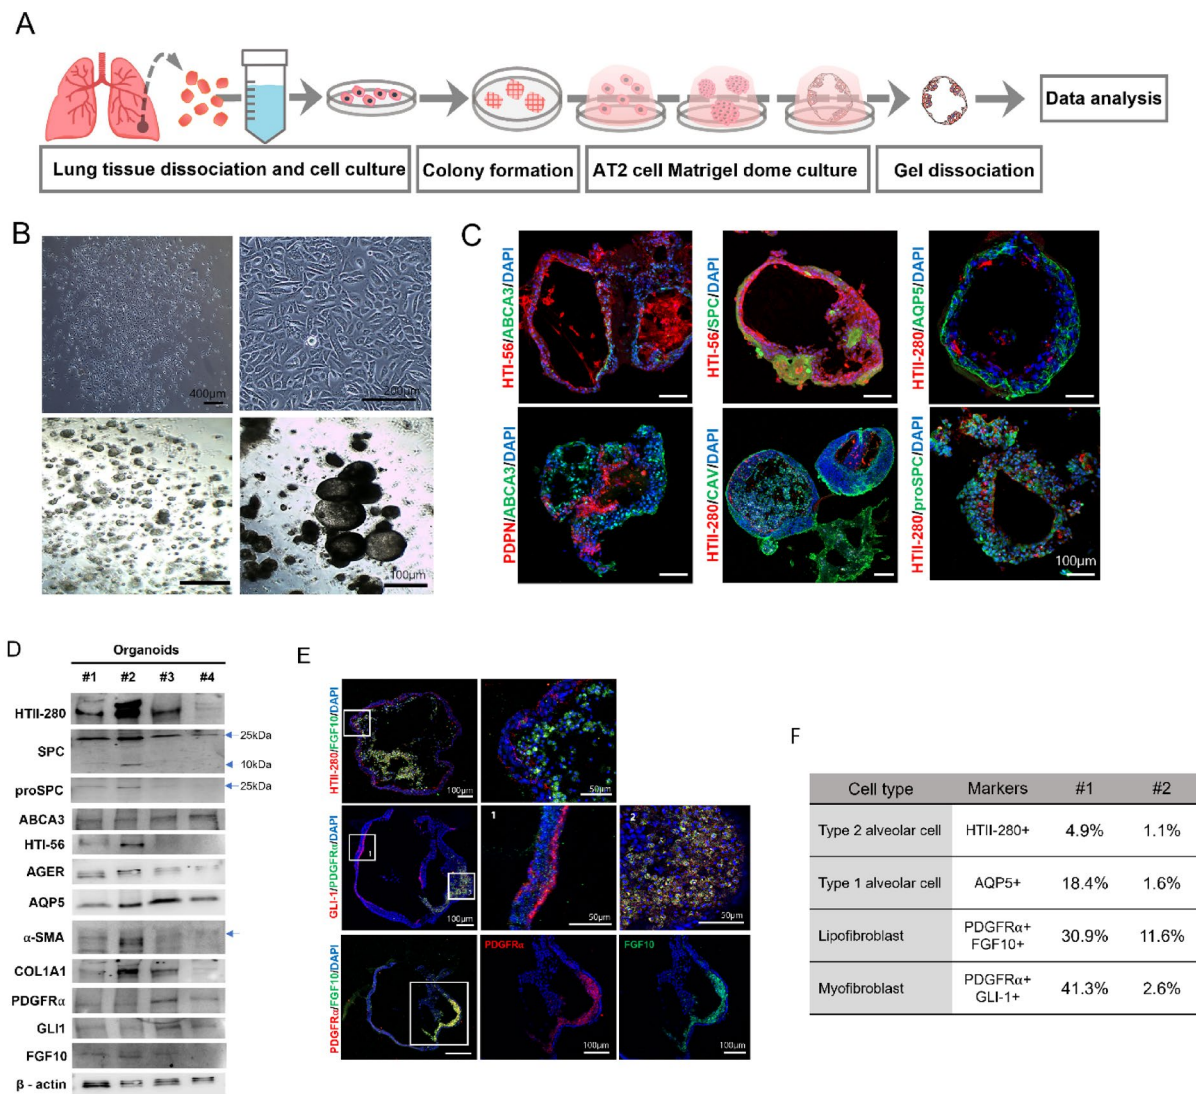 A
Data analysis
Lung tissue dissociation and cell culture
Colony formation
AT2 cell Matrigel dome culture
Gel dissociation
B
400µm
200µm
100µm
C
HTI-56/ABCA3/DAPI
HTI-56/SPC/DAPI
HTII-280/AQP5/DAPI
PDPN/ABCA3/DAPI
HTII-280/CAV/DAPI
HTII-280/proSPC/DAPI
100µm
D
Organoids
#1 #2 #3 #4
HTII-280
SPC
25kDa
10kDa
proSPC
25kDa
ABCA3
HTI-56
AGER
AQP5
α-SMA
COL1A1
PDGFRα
GLI1
FGF10
β - actin
E
HTII-280/FGF10/DAPI
100µm
50µm
GLI-1/PDGFRα/DAPI
1
2
100µm
1
50µm
2
50µm
PDGFRα/FGF10/DAPI
PDGFRα
100µm
FGF10
100µm
F
Cell type Markers #1 #2
Type 2 alveolar cell HTII-280+ 4.9% 1.1%
Type 1 alveolar cell AQP5+ 18.4% 1.6%
Lipofibroblast PDGFRα+ FGF10+ 30.9% 11.6%
Myofibroblast PDGFRα+ GLI-1+ 41.3% 2.6%